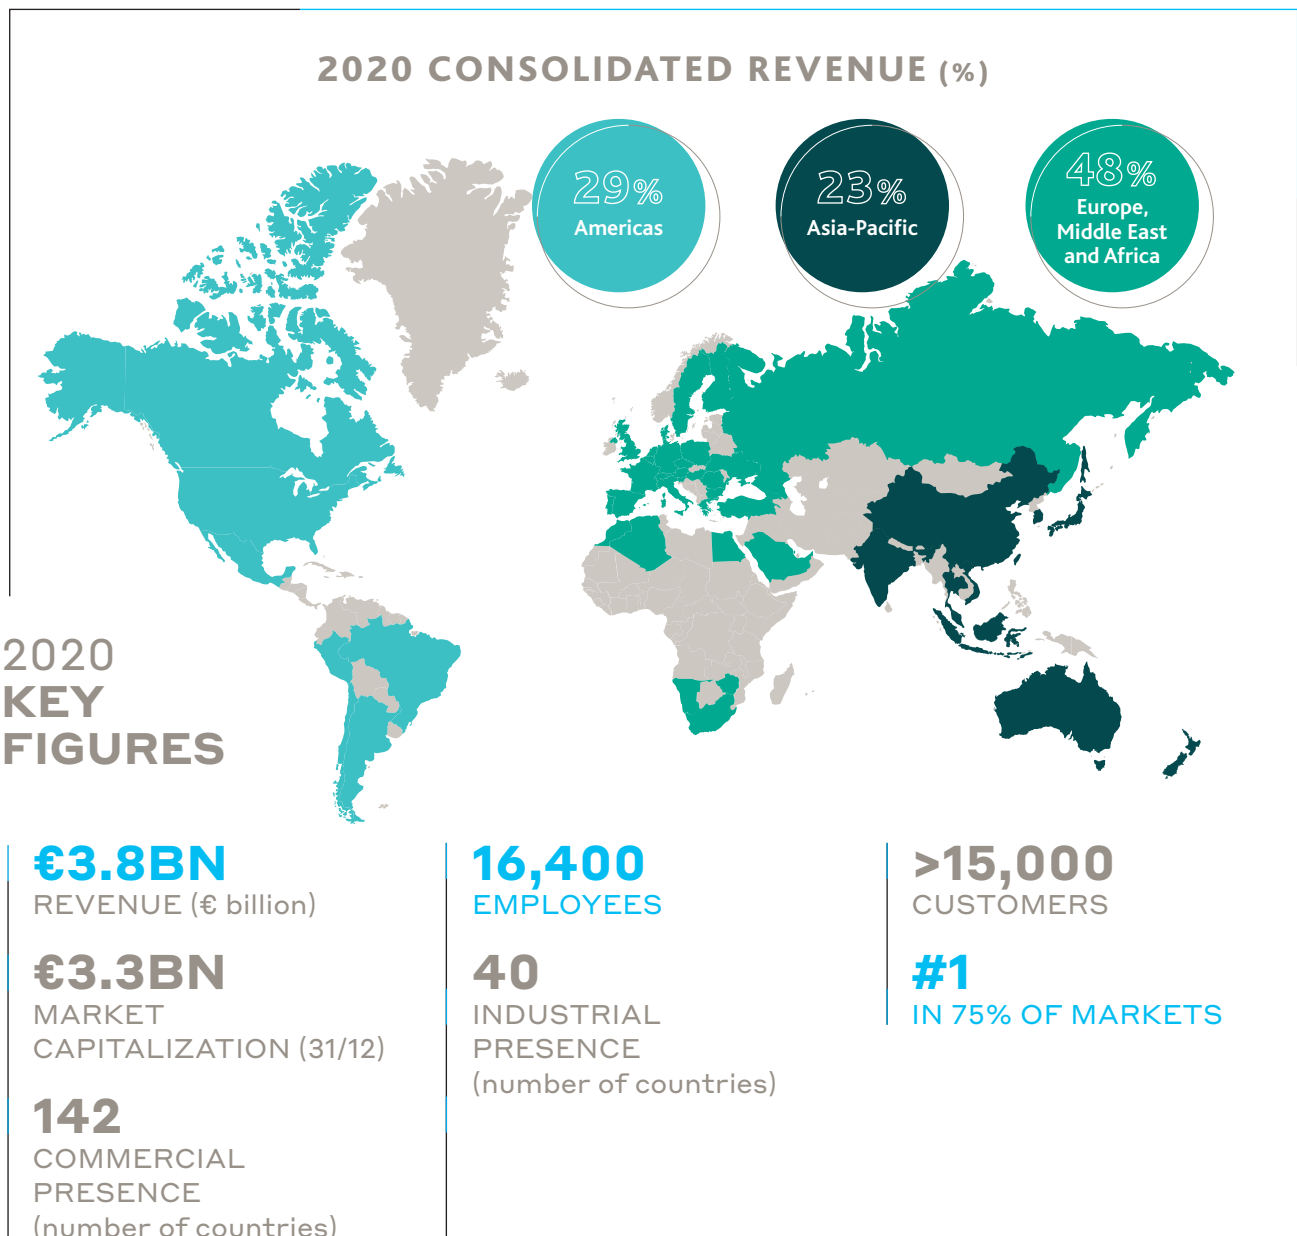 2020 CONSOLIDATED REVENUE (%)
29%
Americas
23%
Asia-Pacific
48%
Europe,
Middle East
and Africa
2020
KEY
FIGURES
€3.8BN
REVENUE (€ billion)
€3.3BN
MARKET
CAPITALIZATION (31/12)
142
COMMERCIAL
PRESENCE
(number of countries)
16,400
EMPLOYEES
40
INDUSTRIAL
PRESENCE
(number of countries)
>15,000
CUSTOMERS
#1
IN 75% OF MARKETS